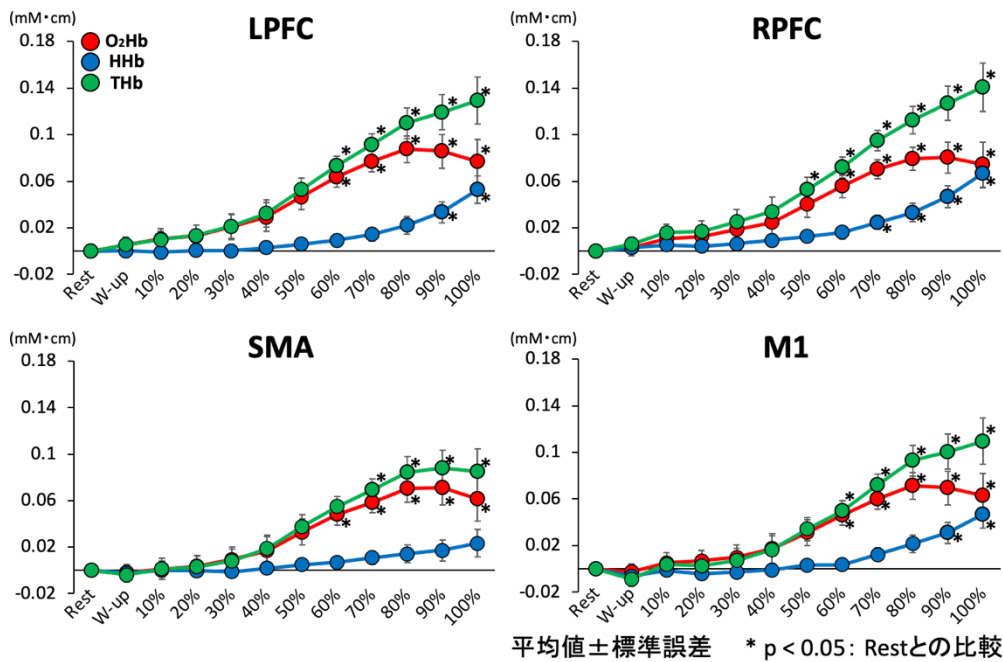 (mM・cm)
LPFC
0.18
0.14
0.1
0.06
0.02
-0.02
O₂Hb
HHb
THb
* * * * *
* * * * *
* *
Rest W-up 10% 20% 30% 40% 50% 60% 70% 80% 90% 100%
(mM・cm)
RPFC
0.18
0.14
0.1
0.06
0.02
-0.02
* * * * * *
* * * * * *
* * * *
Rest W-up 10% 20% 30% 40% 50% 60% 70% 80% 90% 100%
(mM・cm)
SMA
0.18
0.14
0.1
0.06
0.02
-0.02
* * * *
* * * * *
Rest W-up 10% 20% 30% 40% 50% 60% 70% 80% 90% 100%
(mM・cm)
M1
0.18
0.14
0.1
0.06
0.02
-0.02
* * * * *
* * * * *
* *
Rest W-up 10% 20% 30% 40% 50% 60% 70% 80% 90% 100%
平均値±標準誤差 * p < 0.05: Restとの比較